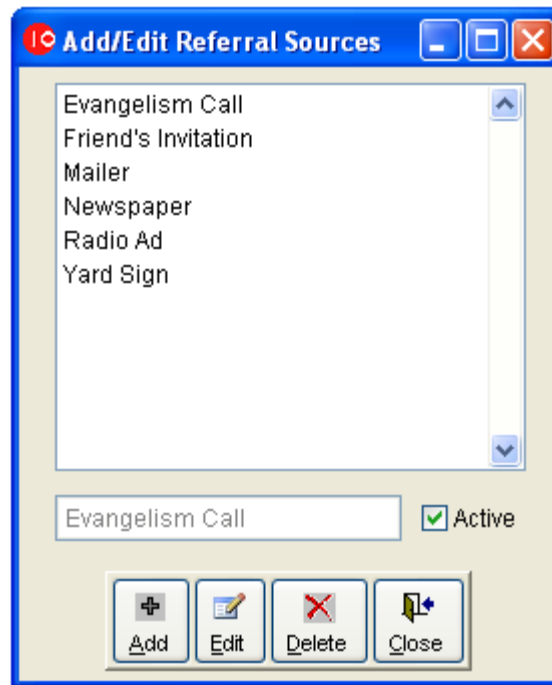 Add/Edit Referral Sources
Evangelism Call
Friend's Invitation
Mailer
Newspaper
Radio Ad
Yard Sign
Evangelism Call
Active
Add Edit Delete Close